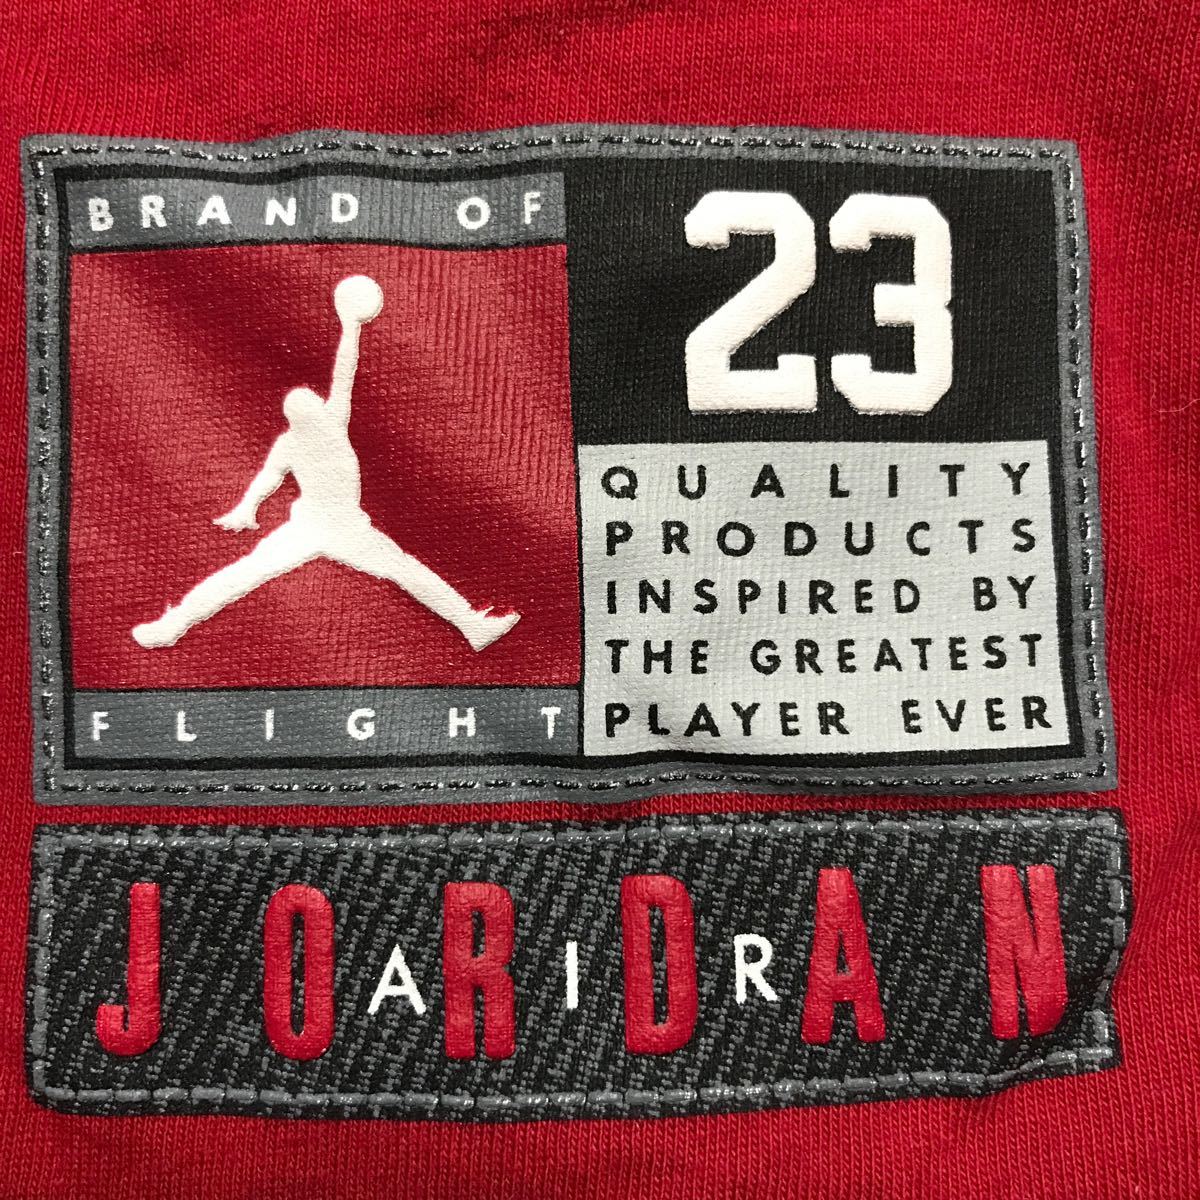 BRAND OF
FLIGHT
23
QUALITY
PRODUCTS
INSPIRED BY
THE GREATEST
PLAYER EVER
JORDAN
AIR